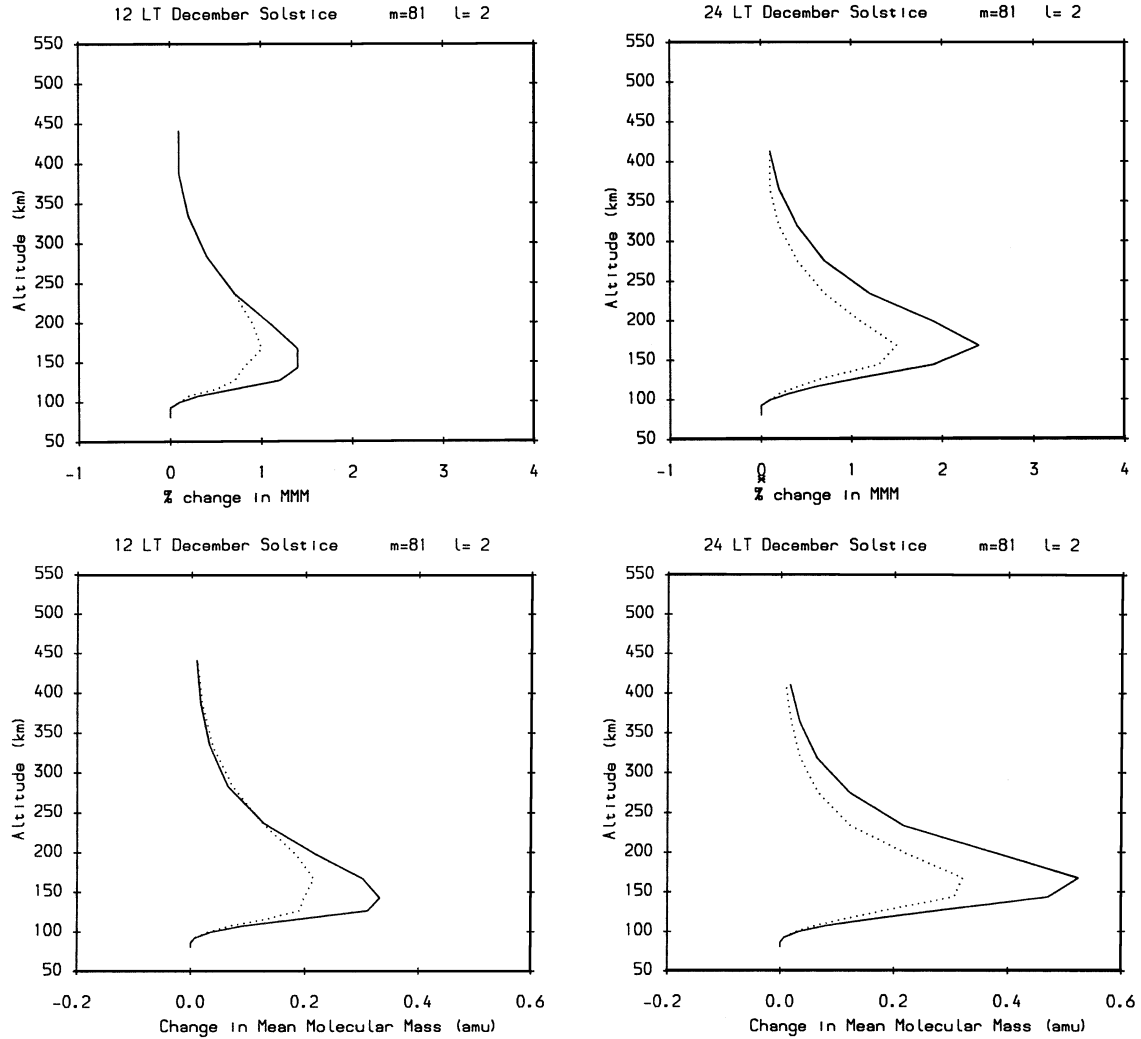 12 LT December Solstice m=81 l= 2
550
500
450
400
350
300
250
200
150
100
50
Altitude (km)
-1 0 1 2 3 4
% change in MMM
24 LT December Solstice m=81 l= 2
550
500
450
400
350
300
250
200
150
100
50
Altitude (km)
-1 0 1 2 3 4
% change in MMM
12 LT December Solstice m=81 l= 2
550
500
450
400
350
300
250
200
150
100
50
Altitude (km)
-0.2 0.0 0.2 0.4 0.6
Change in Mean Molecular Mass (amu)
24 LT December Solstice m=81 l= 2
550
500
450
400
350
300
250
200
150
100
50
Altitude (km)
-0.2 0.0 0.2 0.4 0.6
Change in Mean Molecular Mass (amu)